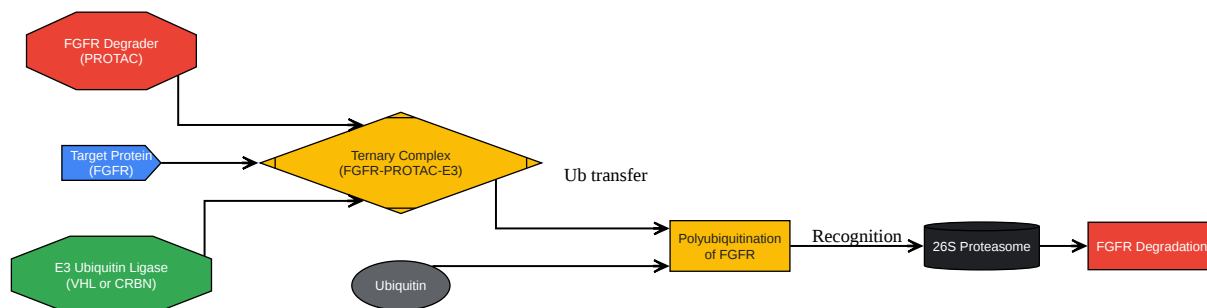 FGFR Degrader
(PROTAC)
Target Protein
(FGFR)
Ternary Complex
(FGFR-PROTAC-E3)
Ub transfer
E3 Ubiquitin Ligase
(VHL or CRBN)
Ubiquitin
Polyubiquitination
of FGFR
Recognition
26S Proteasome
FGFR Degradation